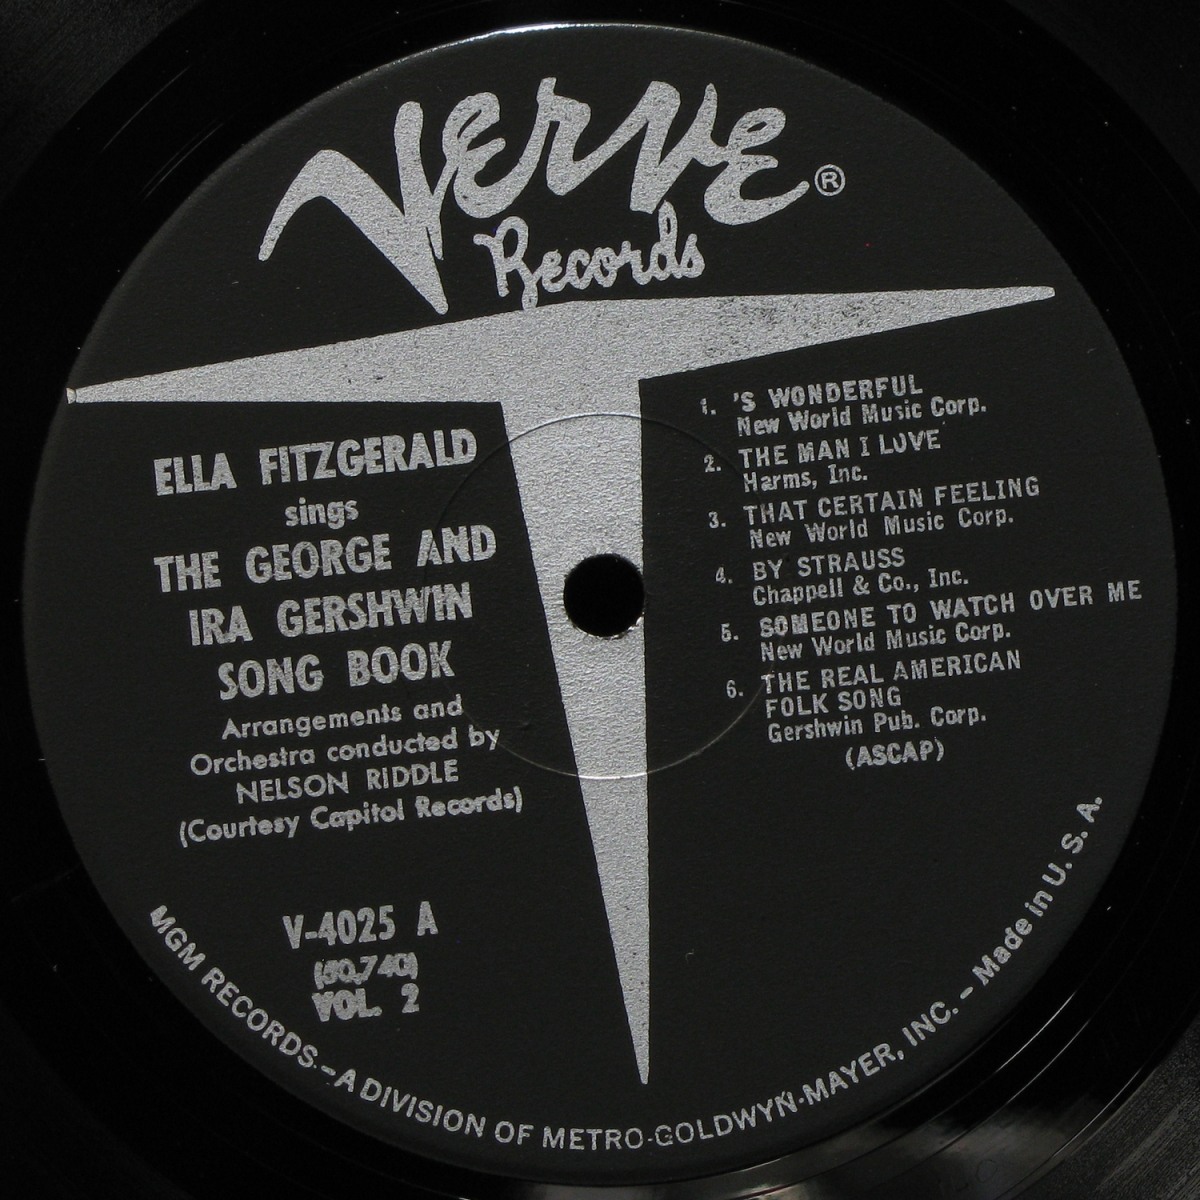 Verve®
Records
ELLA FITZGERALD
sings
THE GEORGE AND
IRA GERSHWIN
SONG BOOK
Arrangements and
Orchestra conducted by
NELSON RIDDLE
(Courtesy Capitol Records)
V-4025 A
VOL. 2
1. 'S WONDERFUL
New World Music Corp.
2. THE MAN I LOVE
Harms, Inc.
3. THAT CERTAIN FEELING
New World Music Corp.
4. BY STRAUSS
Chappell & Co., Inc.
5. SOMEONE TO WATCH OVER ME
New World Music Corp.
6. THE REAL AMERICAN
FOLK SONG
Gershwin Pub. Corp.
(ASCAP)
MGM RECORDS.-A DIVISION OF METRO-GOLDWYN-MAYER, INC. - Made in U. S. A.